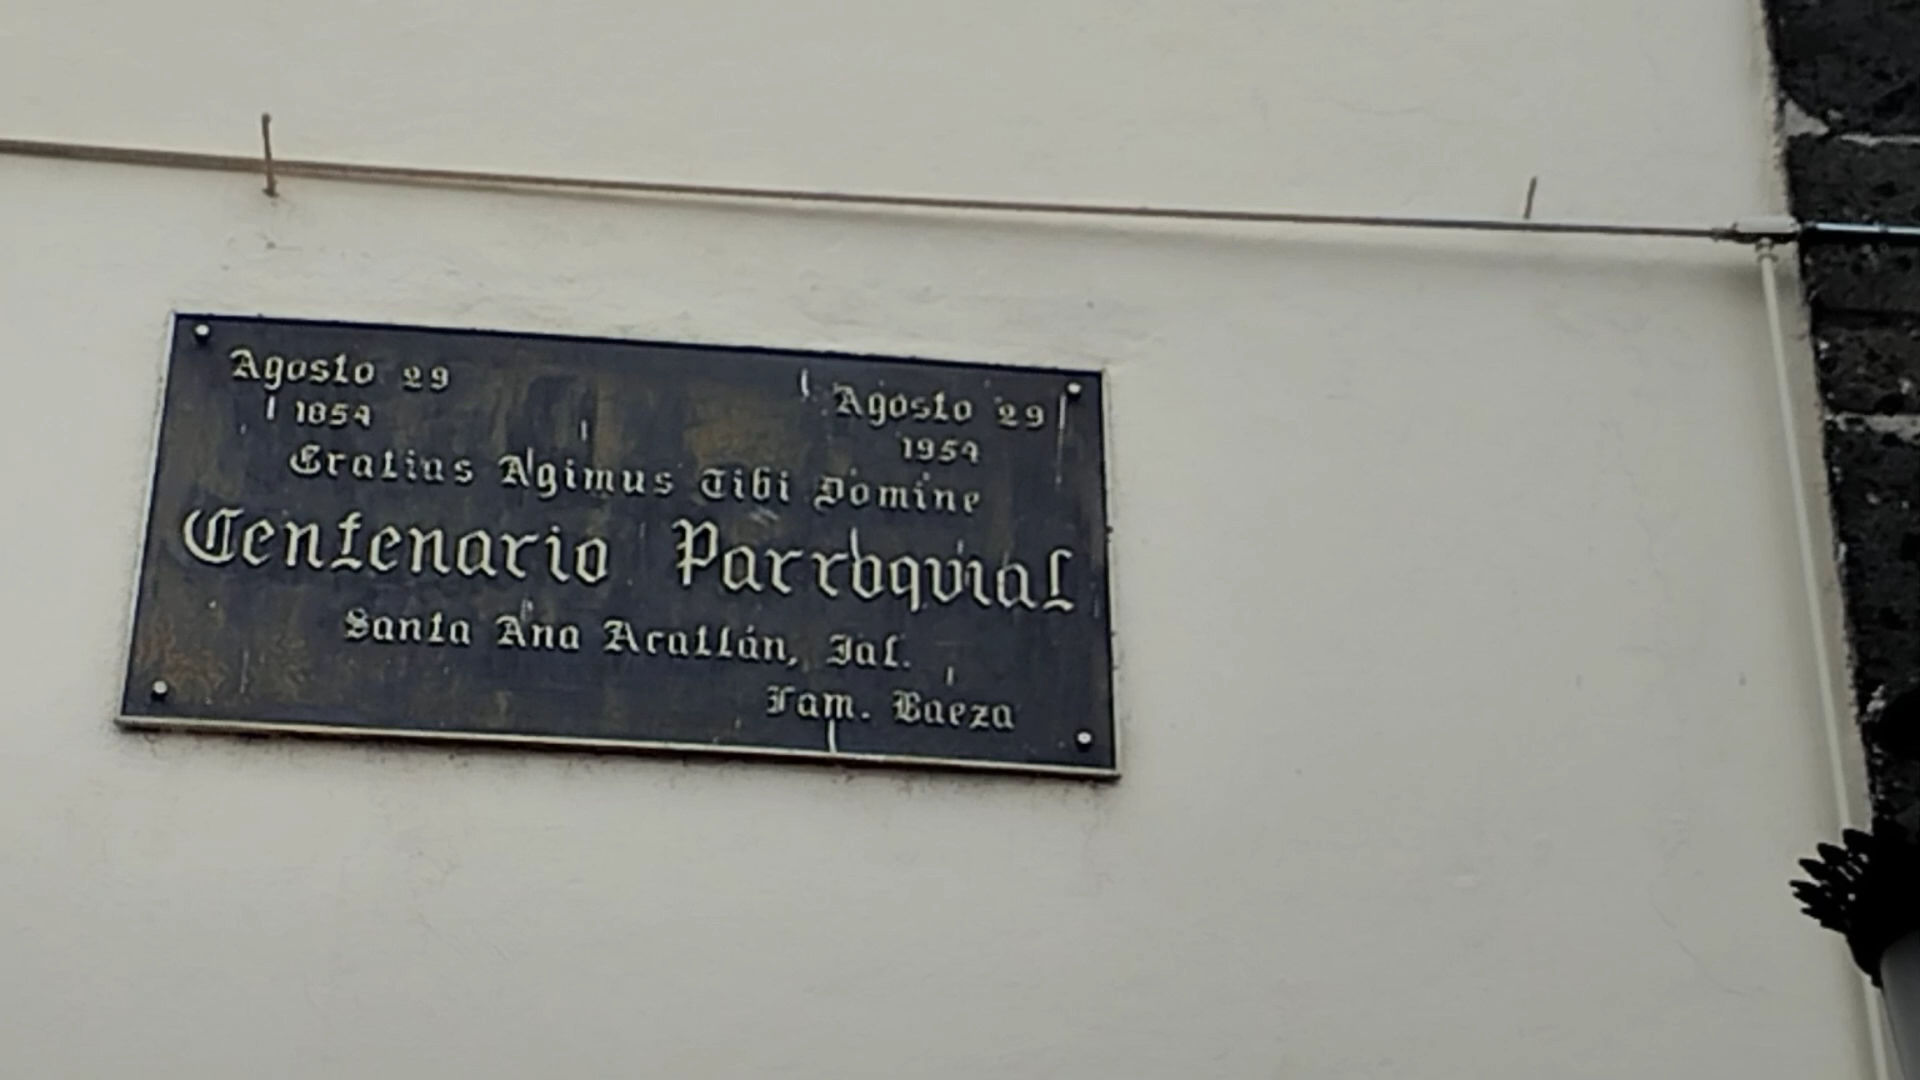 Agosto 29
1854
Agosto 29
1954
Gratias Agimus Tibi Domine
Centenario Parroquial
Santa Ana Acatlán, Jal.
Fam. Baeza